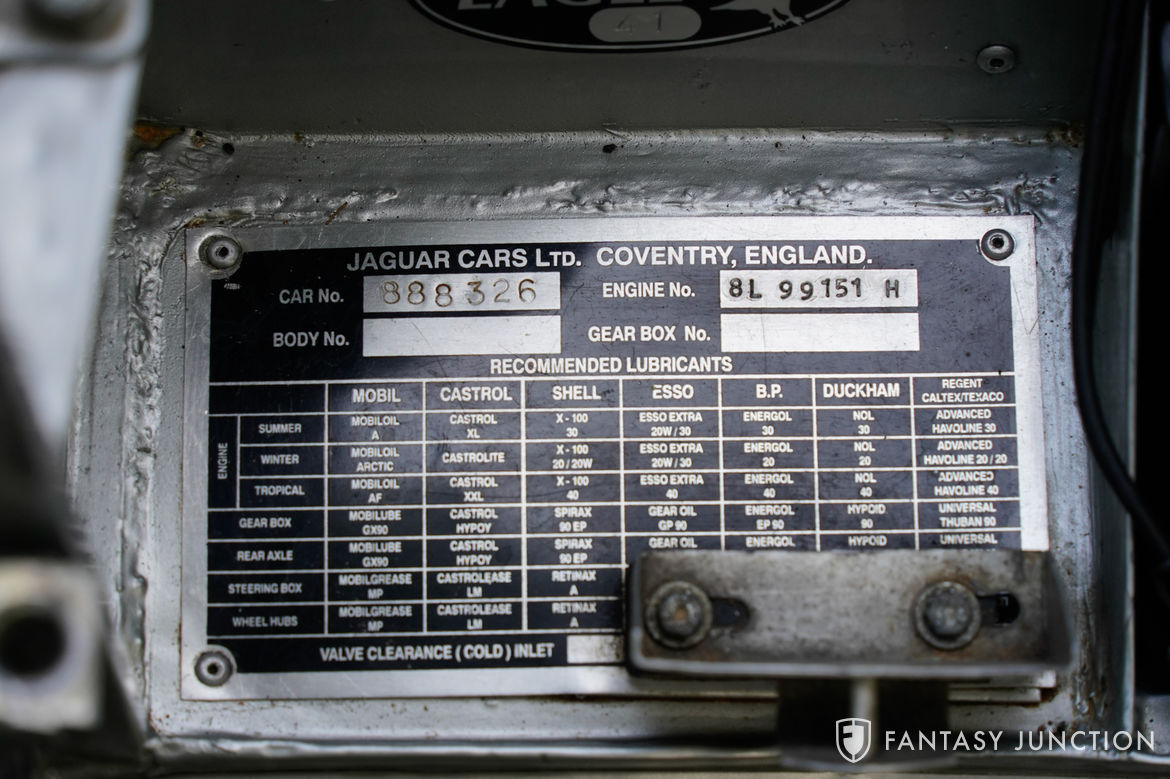 EAGLE
41
JAGUAR CARS LTD. COVENTRY, ENGLAND.
CAR No. 888326 ENGINE No. 8L 99151 H
BODY No. GEAR BOX No.
RECOMMENDED LUBRICANTS
MOBIL CASTROL SHELL ESSO B.P. DUCKHAM REGENT CALTEX/TEXACO
ENGINE
SUMMER MOBILOIL A CASTROL XL X-100 30 ESSO EXTRA 20W/30 ENERGOL 30 NOL 30 ADVANCED HAVOLINE 30
WINTER MOBILOIL ARCTIC CASTROLITE X-100 20/20W ESSO EXTRA 20W/30 ENERGOL 20 NOL 20 ADVANCED HAVOLINE 20/20
TROPICAL MOBILOIL AF CASTROL XXL X-100 40 ESSO EXTRA 40 ENERGOL 40 NOL 40 ADVANCED HAVOLINE 40
GEAR BOX MOBILUBE GX90 CASTROL HYPOY SPIRAX 90 EP GEAR OIL GP 90 ENERGOL EP 90 HYPOID 90 UNIVERSAL THUBAN 90
REAR AXLE MOBILUBE GX90 CASTROL HYPOY SPIRAX 90 EP GEAR OIL ENERGOL HYPOID UNIVERSAL
STEERING BOX MOBILGREASE MP CASTROLEASE LM RETINAX A
WHEEL HUBS MOBILGREASE MP CASTROLEASE LM RETINAX A
VALVE CLEARANCE (COLD) INLET
FANTASY JUNCTION